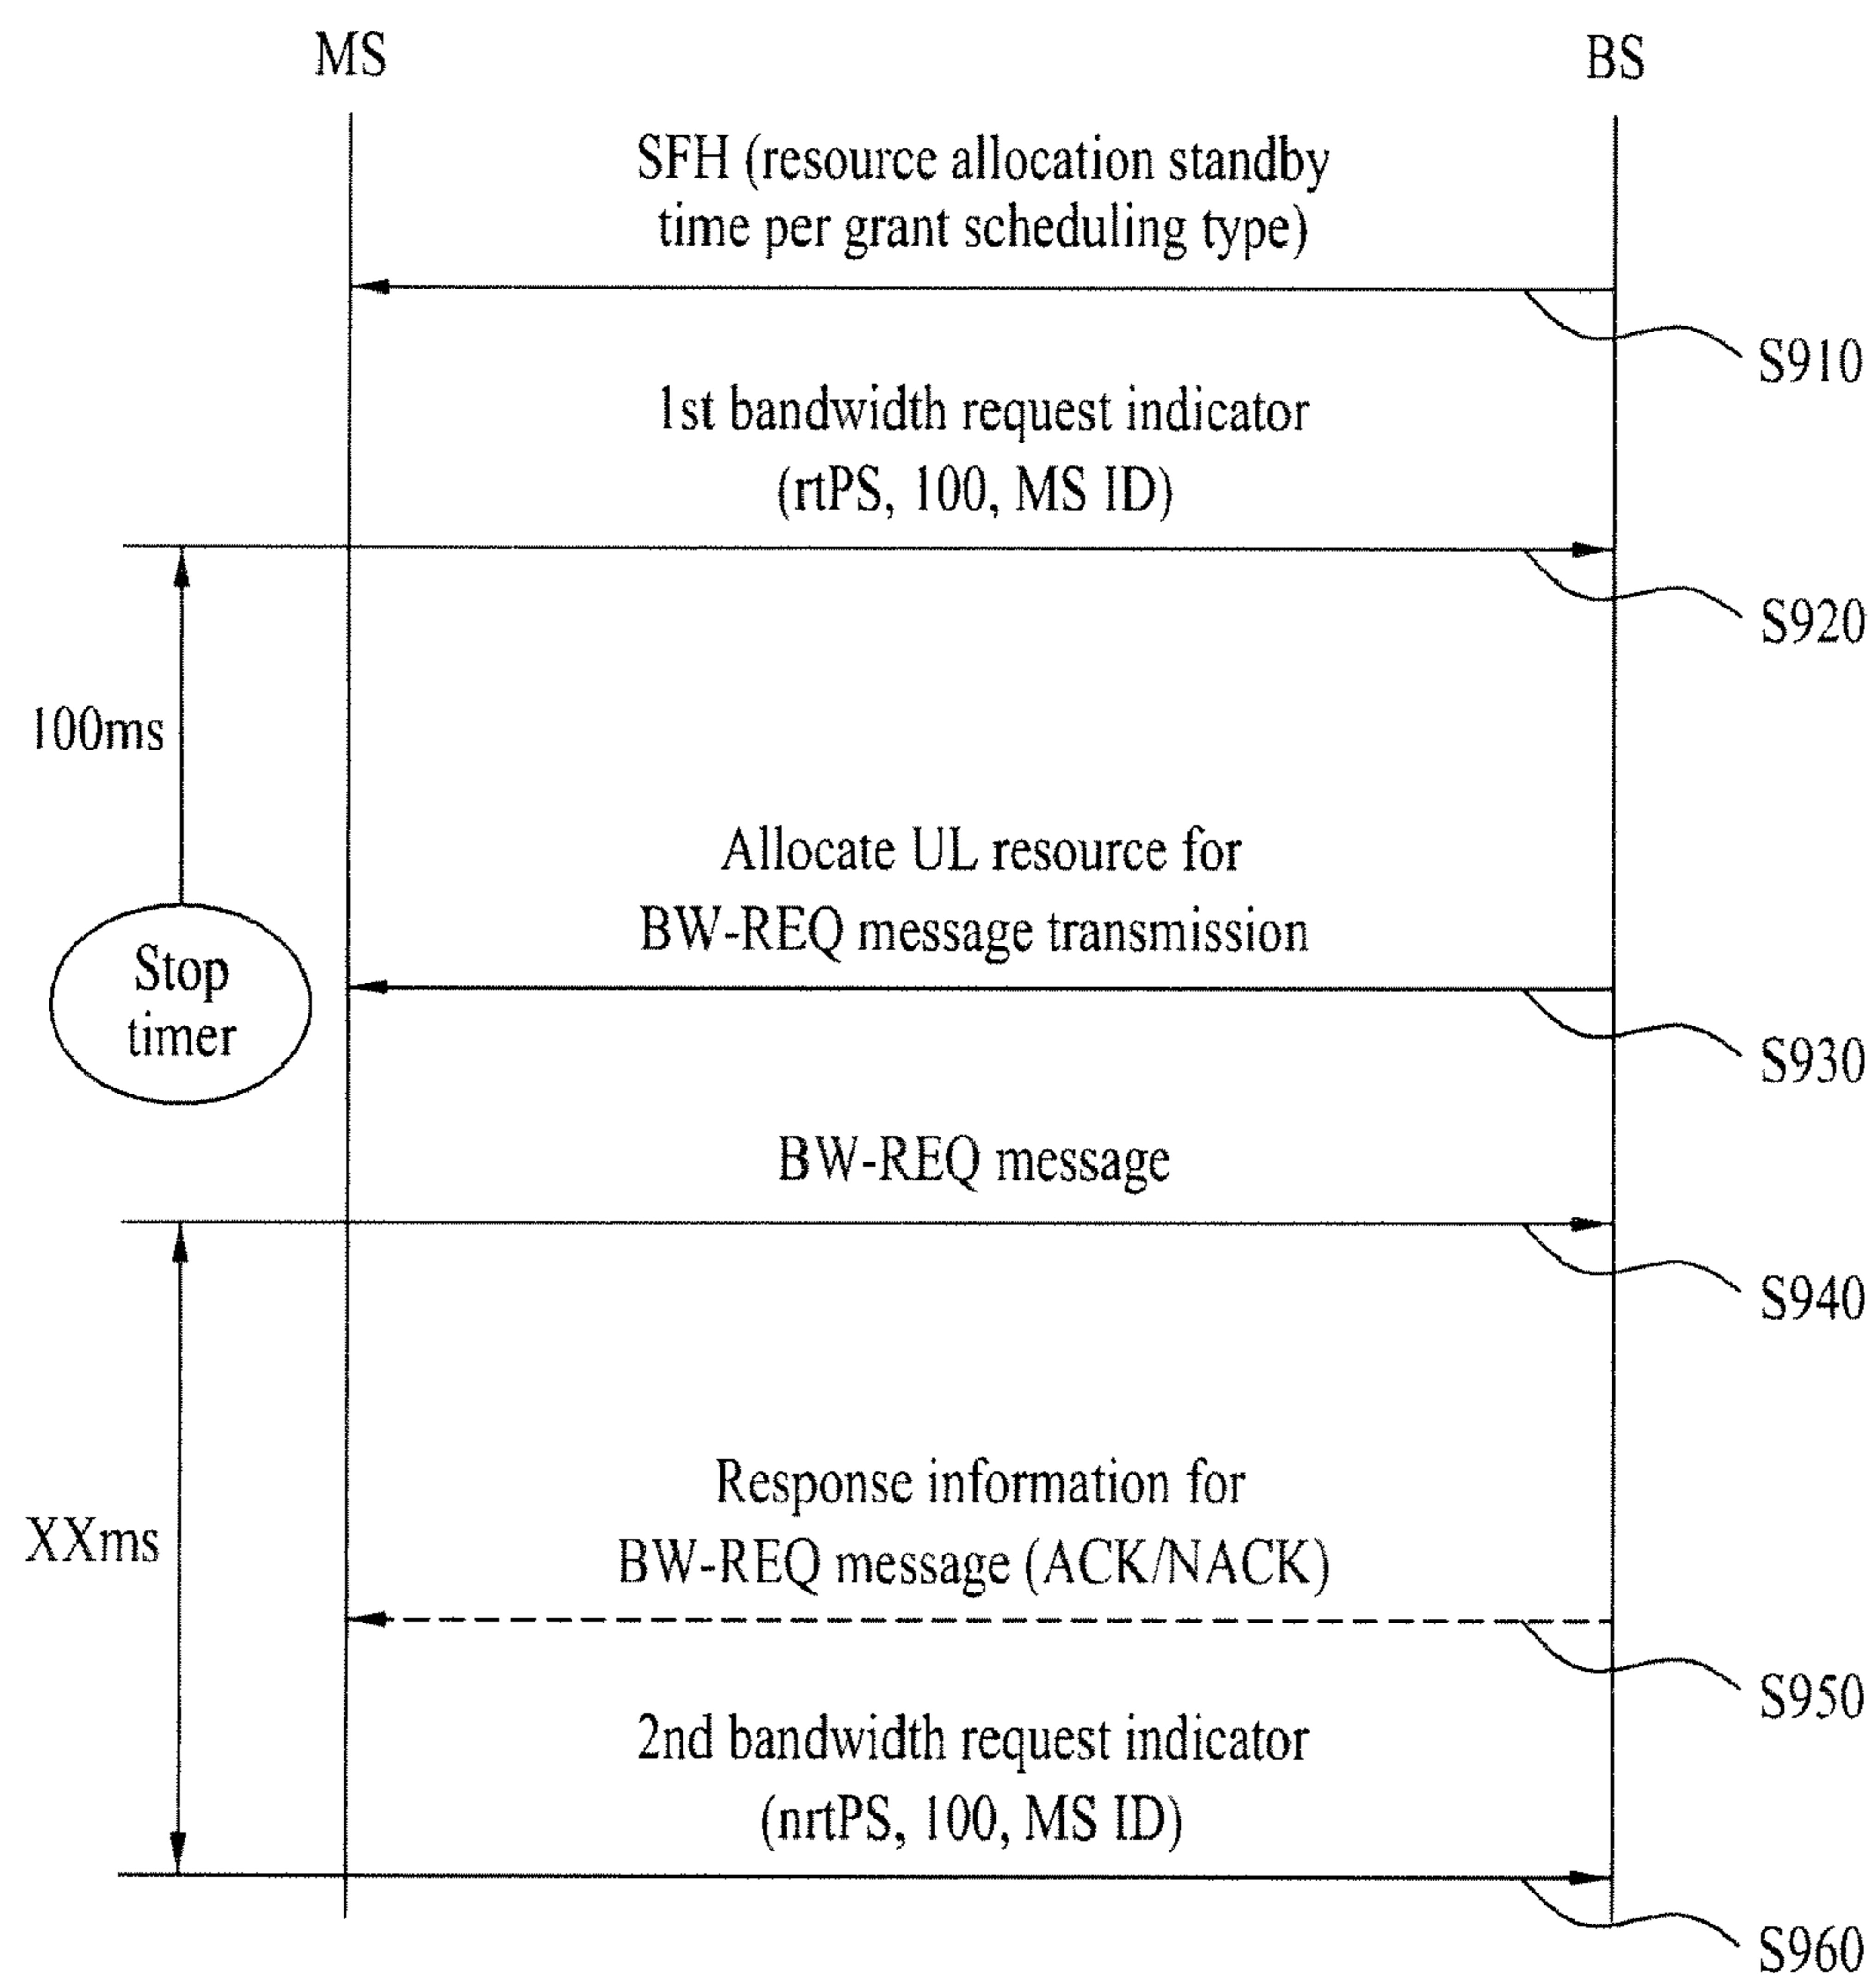 MS
BS
SFH (resource allocation standby
time per grant scheduling type)
S910
1st bandwidth request indicator
(rtPS, 100, MS ID)
S920
100ms
Allocate UL resource for
BW-REQ message transmission
Stop
timer
S930
BW-REQ message
S940
Response information for
BW-REQ message (ACK/NACK)
XXms
S950
2nd bandwidth request indicator
(nrtPS, 100, MS ID)
S960